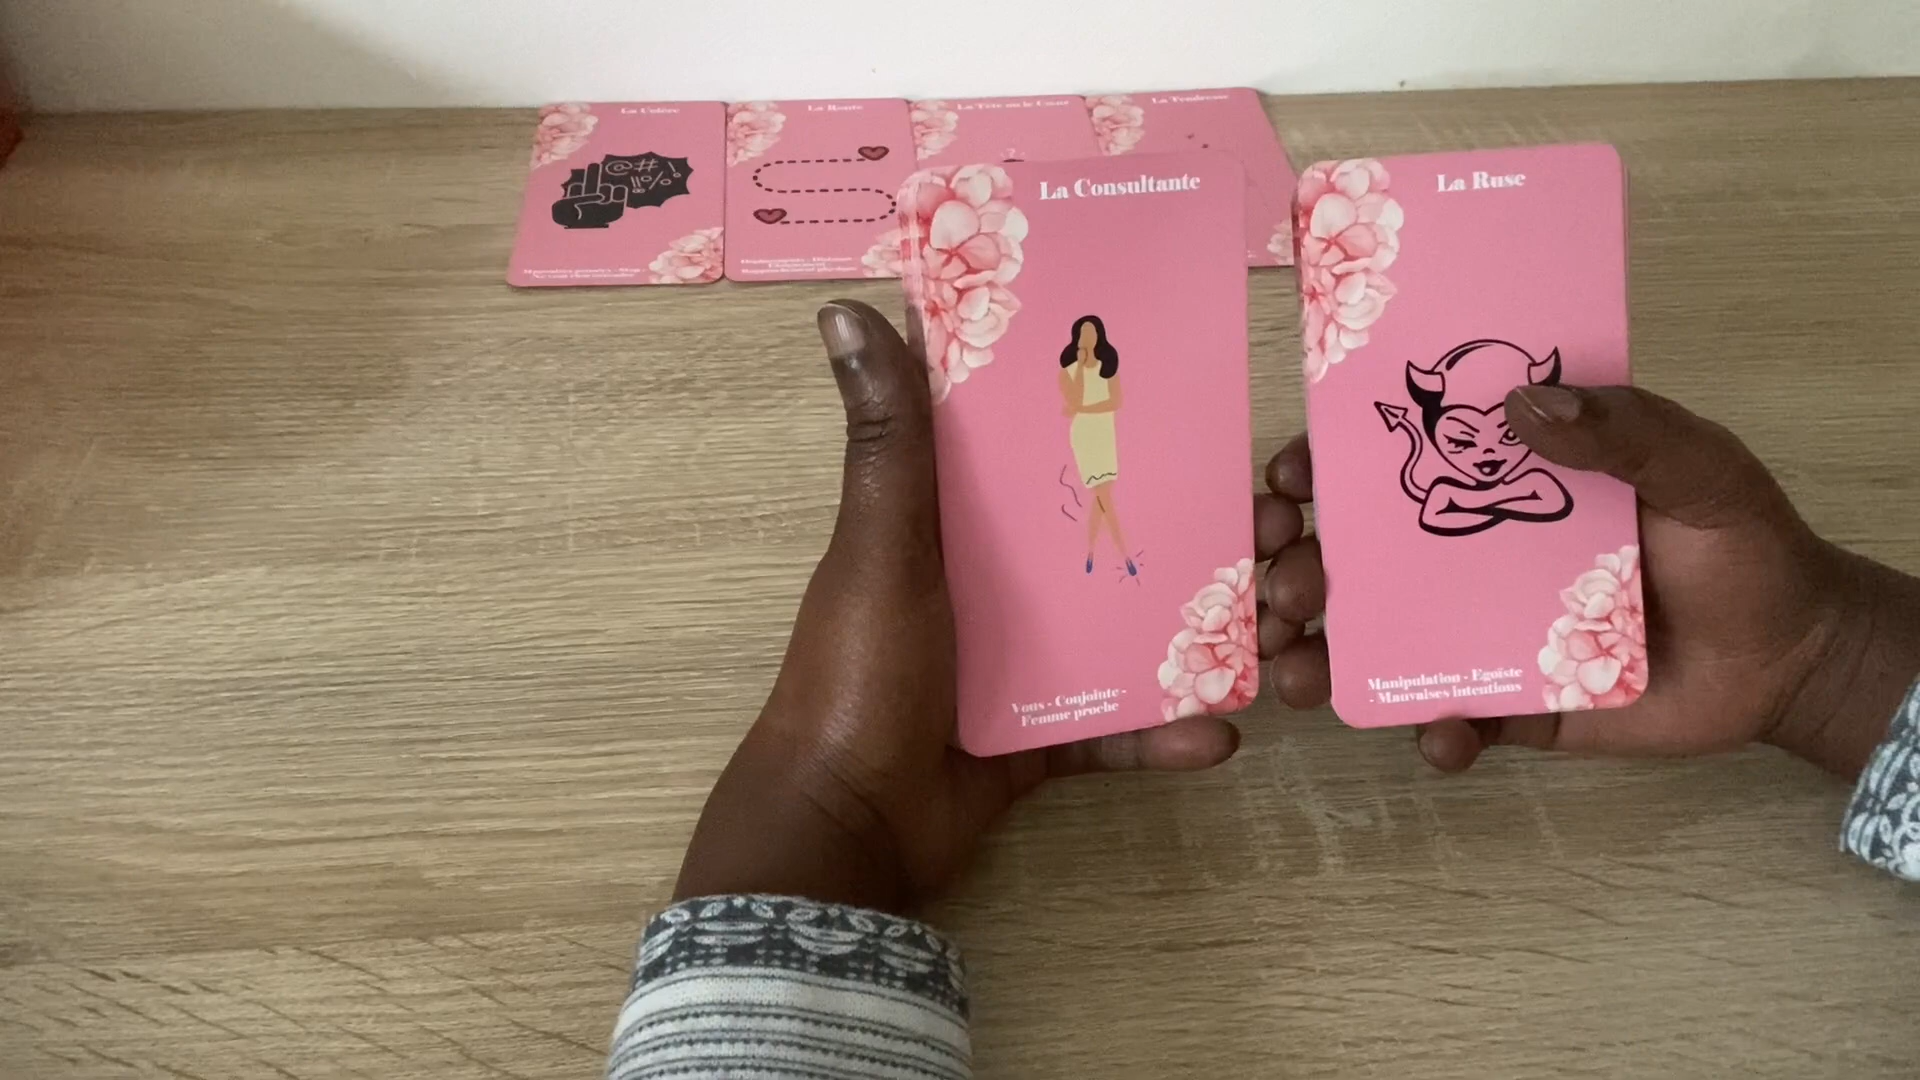 La Colère
La Route
La Tête ou le Cœur
La Tendresse
@#!
!!%!
?
La Consultante
La Ruse
Vous - Conjointe -
Femme proche
Manipulation - Egoïste
- Mauvaises intentions